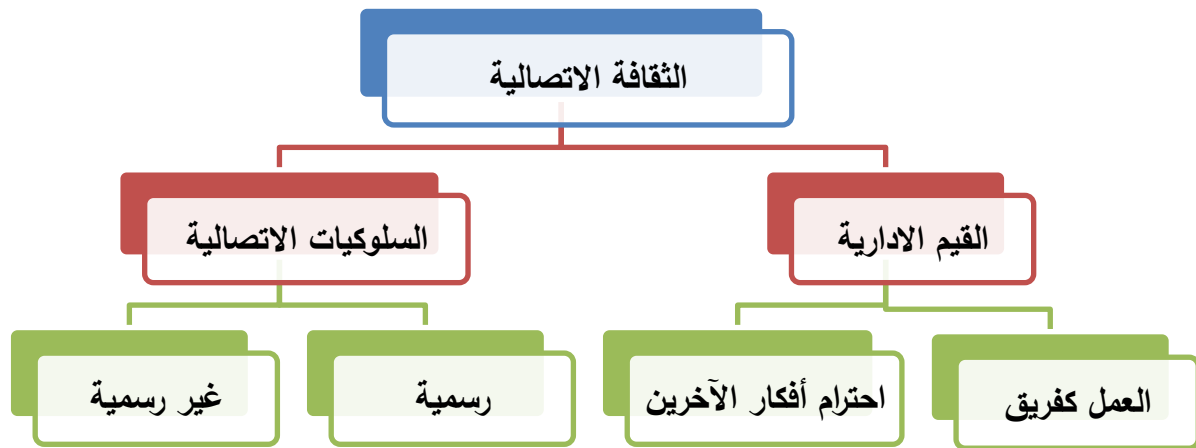 الثقافة الاتصالية
القيم الادارية
السلوكيات الاتصالية
العمل كفريق
احترام أفكار الآخرين
رسمية
غير رسمية